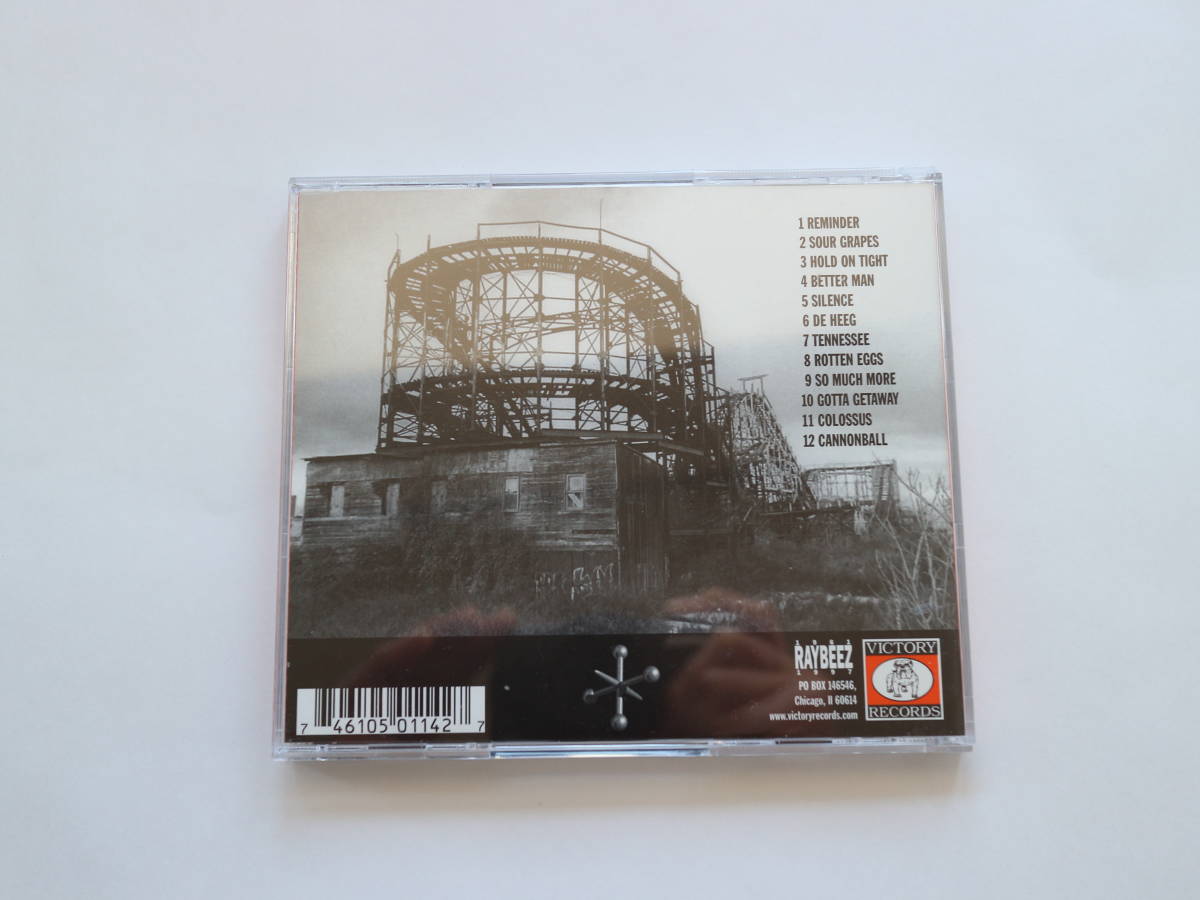 1 REMINDER
2 SOUR GRAPES
3 HOLD ON TIGHT
4 BETTER MAN
5 SILENCE
6 DE HEEG
7 TENNESSEE
8 ROTTEN EGGS
9 SO MUCH MORE
10 GOTTA GETAWAY
11 COLOSSUS
12 CANNONBALL
RAYBEEZ
PO BOX 146546,
Chicago, Il 60614
www.victoryrecords.com
VICTORY
RECORDS
7 46105 01142 7